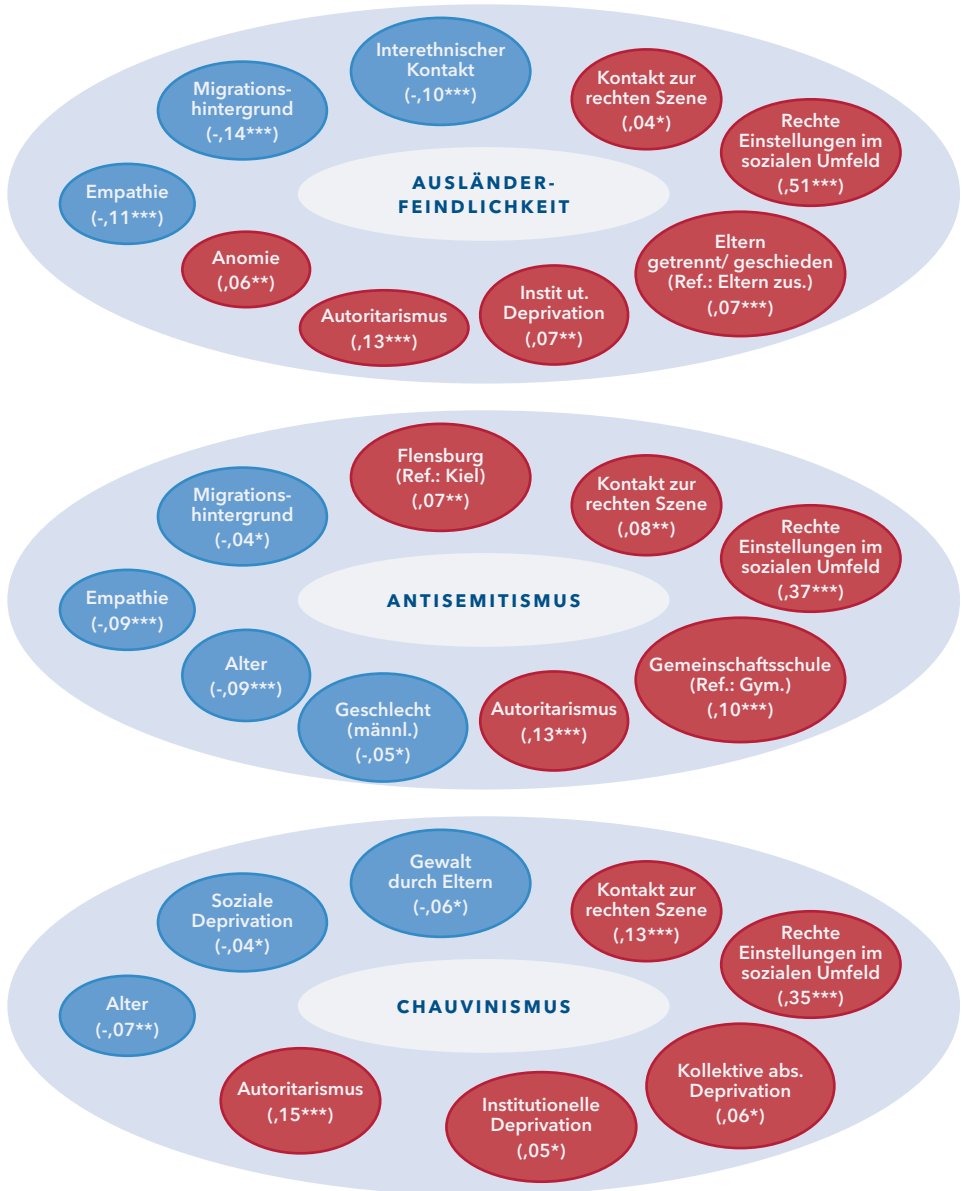 Interethnischer
Kontakt
(-,10***)
Kontakt zur
rechten Szene
(,04*)
Migrations-
hintergrund
(-,14***)
Rechte
Einstellungen im
sozialen Umfeld
(,51***)
Empathie
(-,11***)
AUSLÄNDER-
FEINDLICHKEIT
Anomie
(,06**)
Autoritarismus
(,13***)
Instit ut.
Deprivation
(,07**)
Eltern
getrennt/ geschieden
(Ref.: Eltern zus.)
(,07***)
Flensburg
(Ref.: Kiel)
(,07**)
Kontakt zur
rechten Szene
(,08**)
Migrations-
hintergrund
(-,04*)
Rechte
Einstellungen im
sozialen Umfeld
(,37***)
Empathie
(-,09***)
ANTISEMITISMUS
Alter
(-,09***)
Geschlecht
(männl.)
(-,05*)
Autoritarismus
(,13***)
Gemeinschaftsschule
(Ref.: Gym.)
(,10***)
Gewalt
durch Eltern
(-,06*)
Kontakt zur
rechten Szene
(,13***)
Soziale
Deprivation
(-,04*)
Rechte
Einstellungen im
sozialen Umfeld
(,35***)
Alter
(-,07**)
CHAUVINISMUS
Autoritarismus
(,15***)
Institutionelle
Deprivation
(,05*)
Kollektive abs.
Deprivation
(,06*)